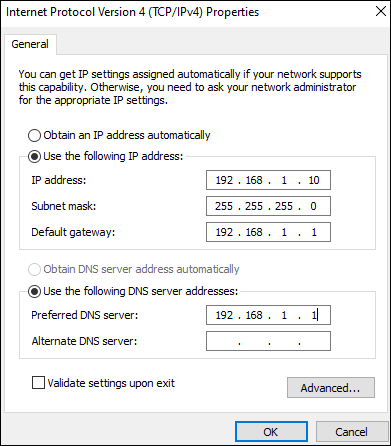 Internet Protocol Version 4 (TCP/IPv4) Properties
General
You can get IP settings assigned automatically if your network supports
this capability. Otherwise, you need to ask your network administrator
for the appropriate IP settings.
Obtain an IP address automatically
Use the following IP address:
IP address: 192 . 168 . 1 . 10
Subnet mask: 255 . 255 . 255 . 0
Default gateway: 192 . 168 . 1 . 1
Obtain DNS server address automatically
Use the following DNS server addresses:
Preferred DNS server: 192 . 168 . 1 . 1
Alternate DNS server: . . .
Validate settings upon exit
Advanced...
OK Cancel